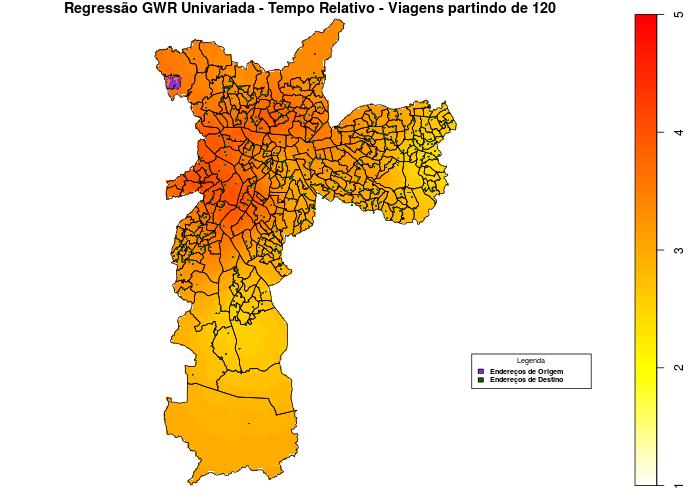 Regressão GWR Univariada - Tempo Relativo - Viagens partindo de 120
5
4
3
2
1
Legenda
Endereços de Origem
Endereços de Destino